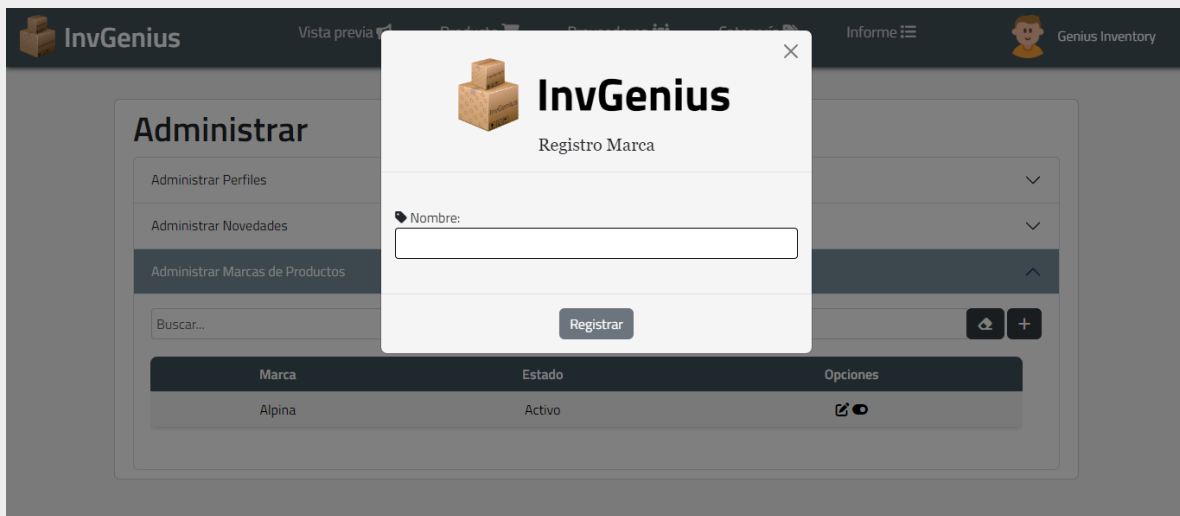 InvGenius
Vista previa
Informe
Genius Inventory
InvGenius
Registro Marca
Nombre:
Registrar
Administrar
Administrar Perfiles
Administrar Novedades
Administrar Marcas de Productos
Buscar...
Marca Estado Opciones
Alpina Activo